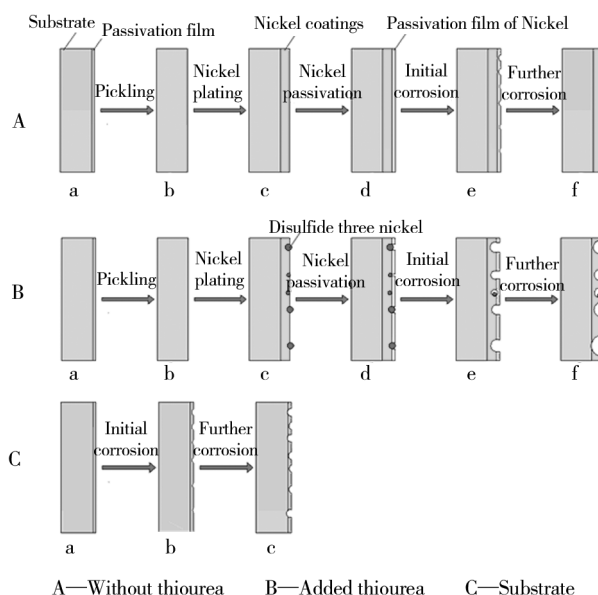 Substrate
Passivation film
Nickel coatings
Passivation film of Nickel
A
Pickling
Nickel
plating
Nickel
passivation
Initial
corrosion
Further
corrosion
a
b
c
d
e
f
Disulfide three nickel
B
Pickling
Nickel
plating
Nickel
passivation
Initial
corrosion
Further
corrosion
a
b
c
d
e
f
C
Initial
corrosion
Further
corrosion
a
b
c
A—Without thiourea B—Added thiourea C—Substrate